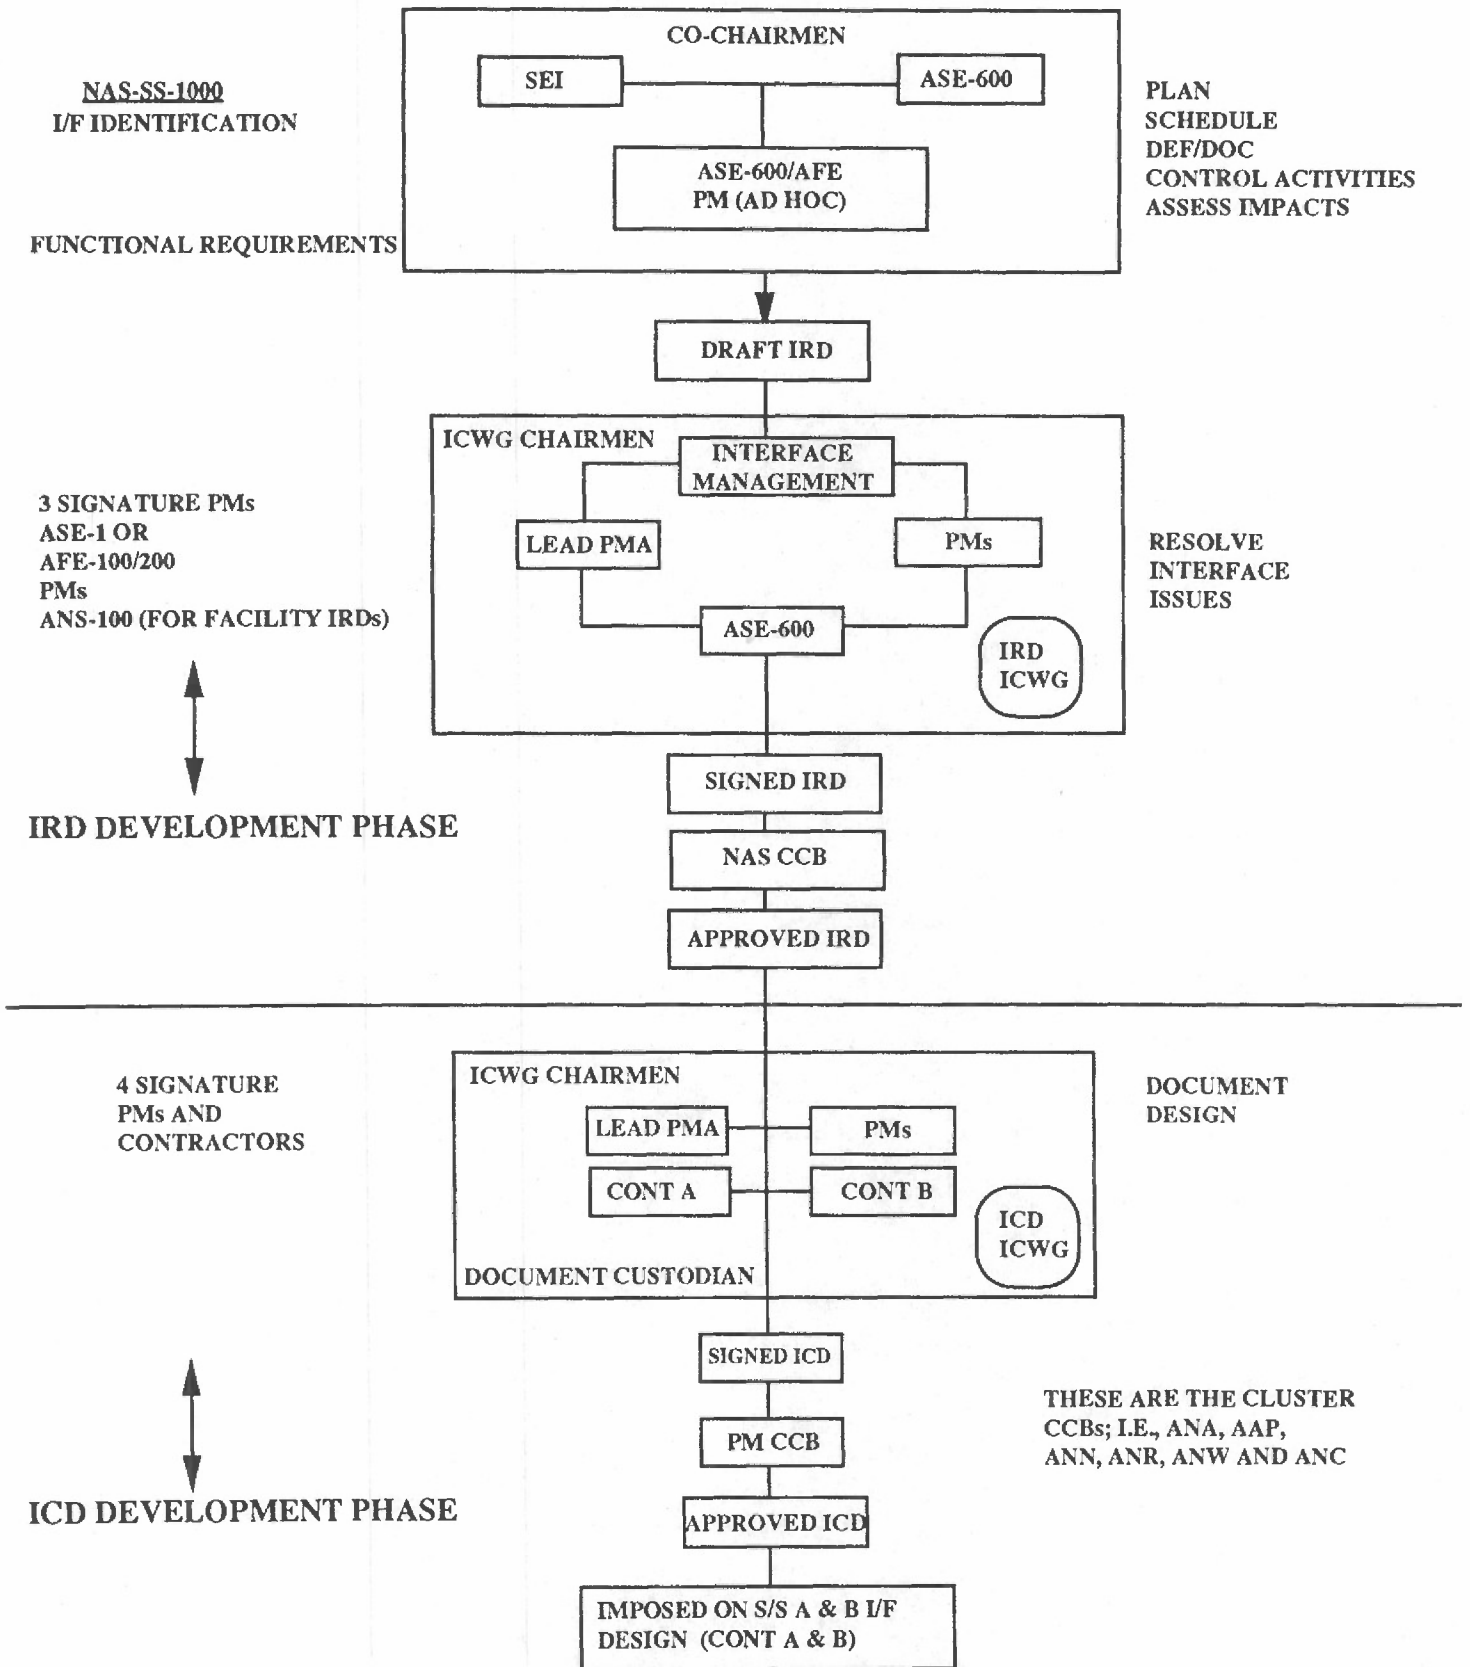 CO-CHAIRMEN
SEI
ASE-600
NAS-SS-1000
I/F IDENTIFICATION
ASE-600/AFE
PM (AD HOC)
PLAN
SCHEDULE
DEF/DOC
CONTROL ACTIVITIES
ASSESS IMPACTS
FUNCTIONAL REQUIREMENTS
DRAFT IRD
ICWG CHAIRMEN
INTERFACE
MANAGEMENT
3 SIGNATURE PMs
ASE-1 OR
AFE-100/200
PMs
ANS-100 (FOR FACILITY IRDs)
LEAD PMA
PMs
RESOLVE
INTERFACE
ISSUES
ASE-600
IRD
ICWG
SIGNED IRD
IRD DEVELOPMENT PHASE
NAS CCB
APPROVED IRD
4 SIGNATURE
PMs AND
CONTRACTORS
ICWG CHAIRMEN
LEAD PMA
PMs
CONT A
CONT B
DOCUMENT
DESIGN
ICD
ICWG
DOCUMENT CUSTODIAN
SIGNED ICD
PM CCB
THESE ARE THE CLUSTER
CCBs; I.E., ANA, AAP,
ANN, ANR, ANW AND ANC
ICD DEVELOPMENT PHASE
APPROVED ICD
IMPOSED ON S/S A & B I/F
DESIGN (CONT A & B)